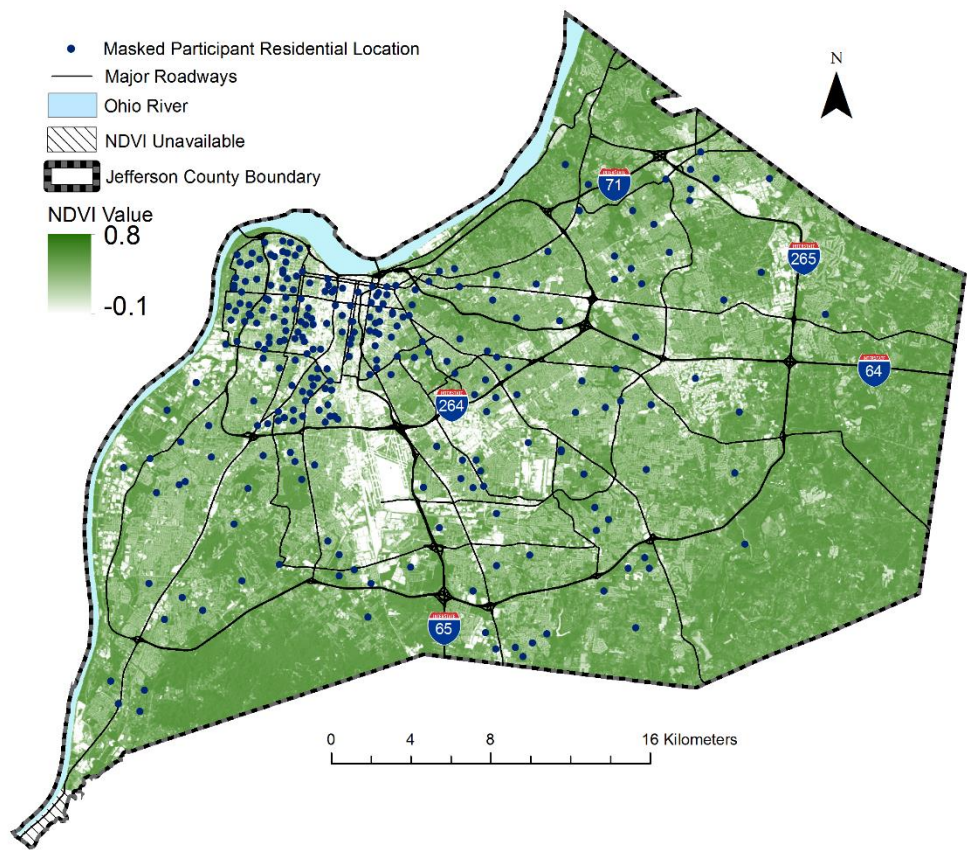 Masked Participant Residential Location
Major Roadways
Ohio River
NDVI Unavailable
Jefferson County Boundary
NDVI Value
0.8
-0.1
N
71
265
64
264
65
0 4 8 16 Kilometers